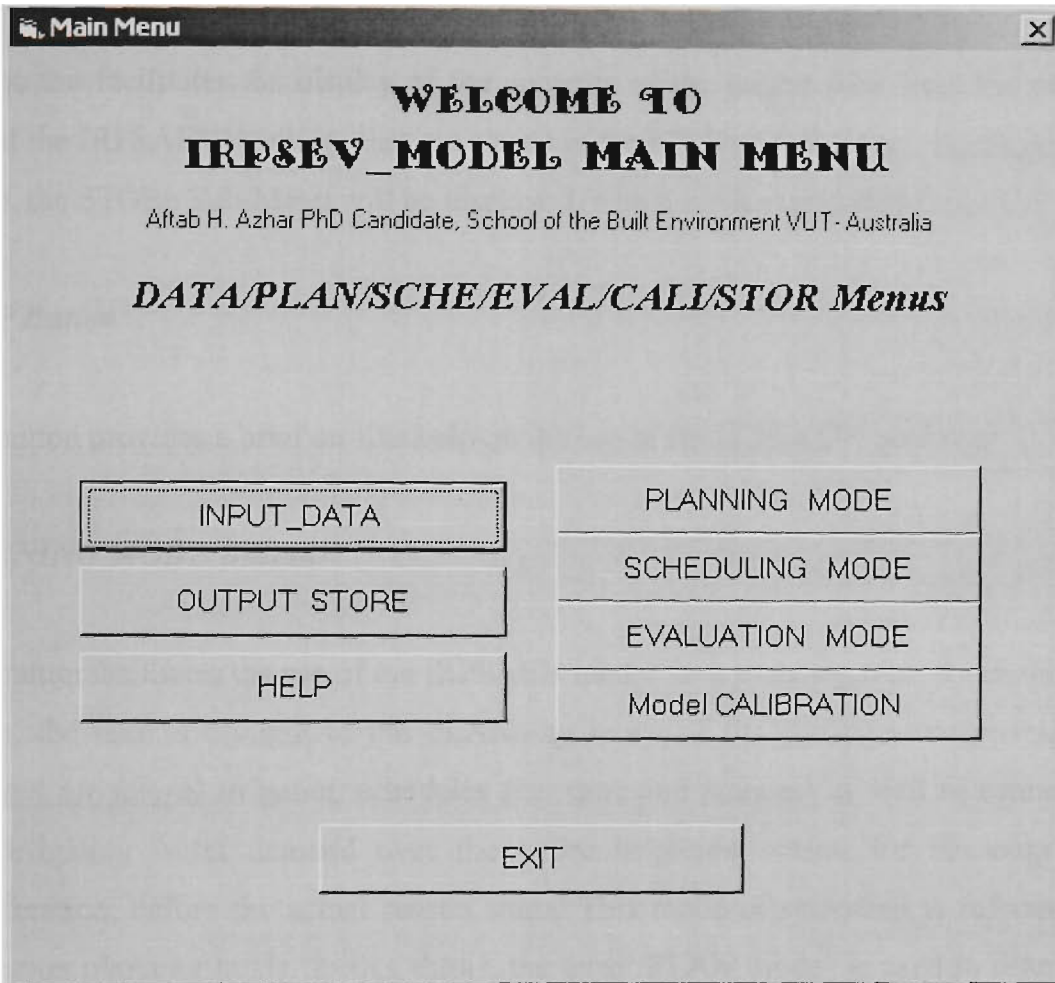 Main Menu
WELCOME TO
IRPSEV_MODEL MAIN MENU
Aftab H. Azhar PhD Candidate, School of the Built Environment VUT-Australia
DATA/PLAN/SCHE/EVAL/CALI/STOR Menus
INPUT_DATA
OUTPUT STORE
HELP
PLANNING MODE
SCHEDULING MODE
EVALUATION MODE
Model CALIBRATION
EXIT